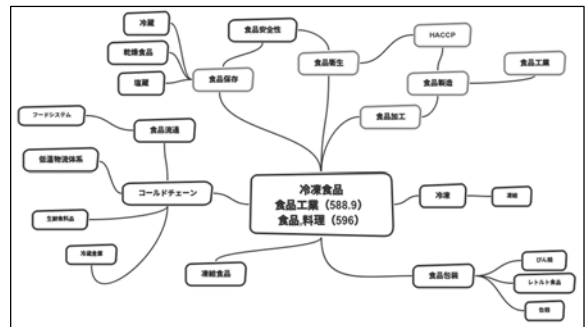 冷蔵
食品安全性
HACCP
乾燥食品
食品衛生
食品工業
塩蔵
食品保存
食品製造
食品加工
フードシステム
食品流通
低温物流体系
コールドチェーン
冷凍食品
食品工業（588.9）
食品,料理（596）
冷凍
凍結
生鮮食料品
冷蔵倉庫
凍結食品
食品包装
びん詰
レトルト食品
缶詰